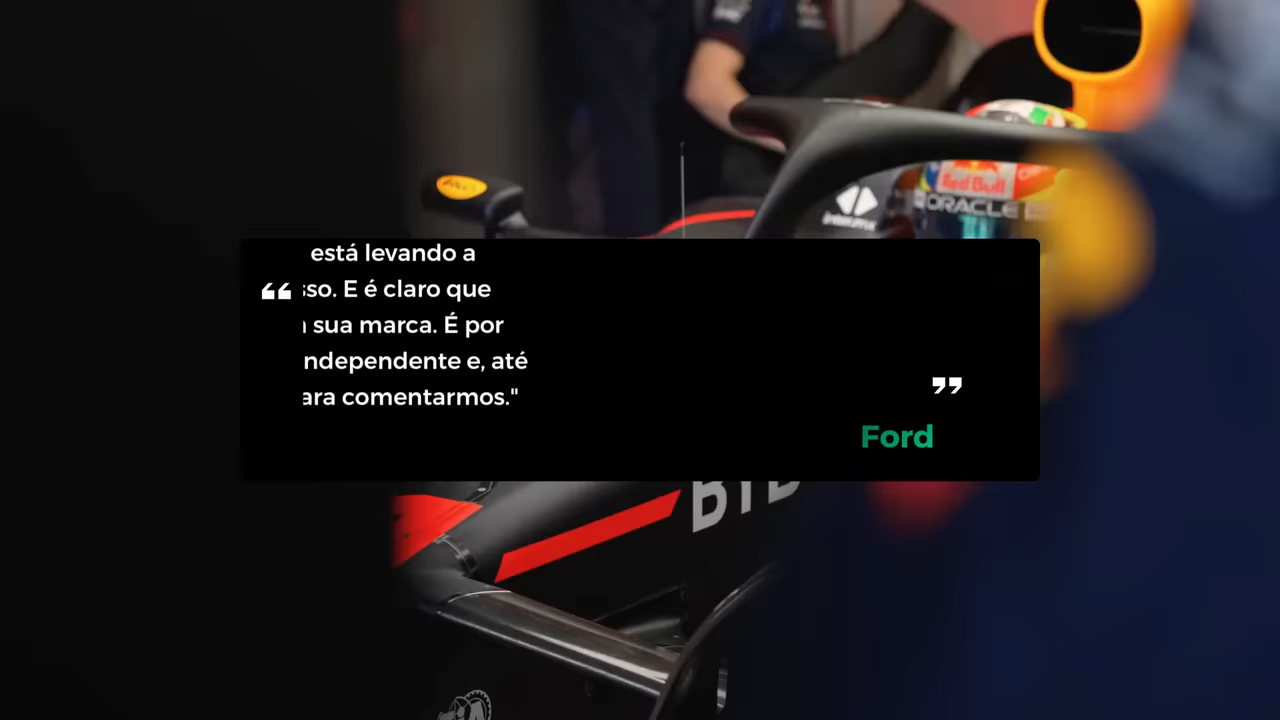 Red Bull
ORACLE
está levando a
sso. E é claro que
sua marca. É por
ndependente e, até
ara comentarmos."
Ford